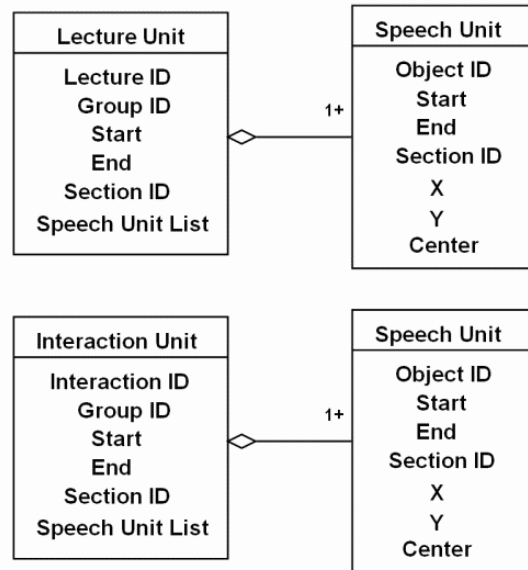 Lecture Unit
Lecture ID
Group ID
Start
End
Section ID
Speech Unit List
1+
Speech Unit
Object ID
Start
End
Section ID
X
Y
Center
Interaction Unit
Interaction ID
Group ID
Start
End
Section ID
Speech Unit List
1+
Speech Unit
Object ID
Start
End
Section ID
X
Y
Center